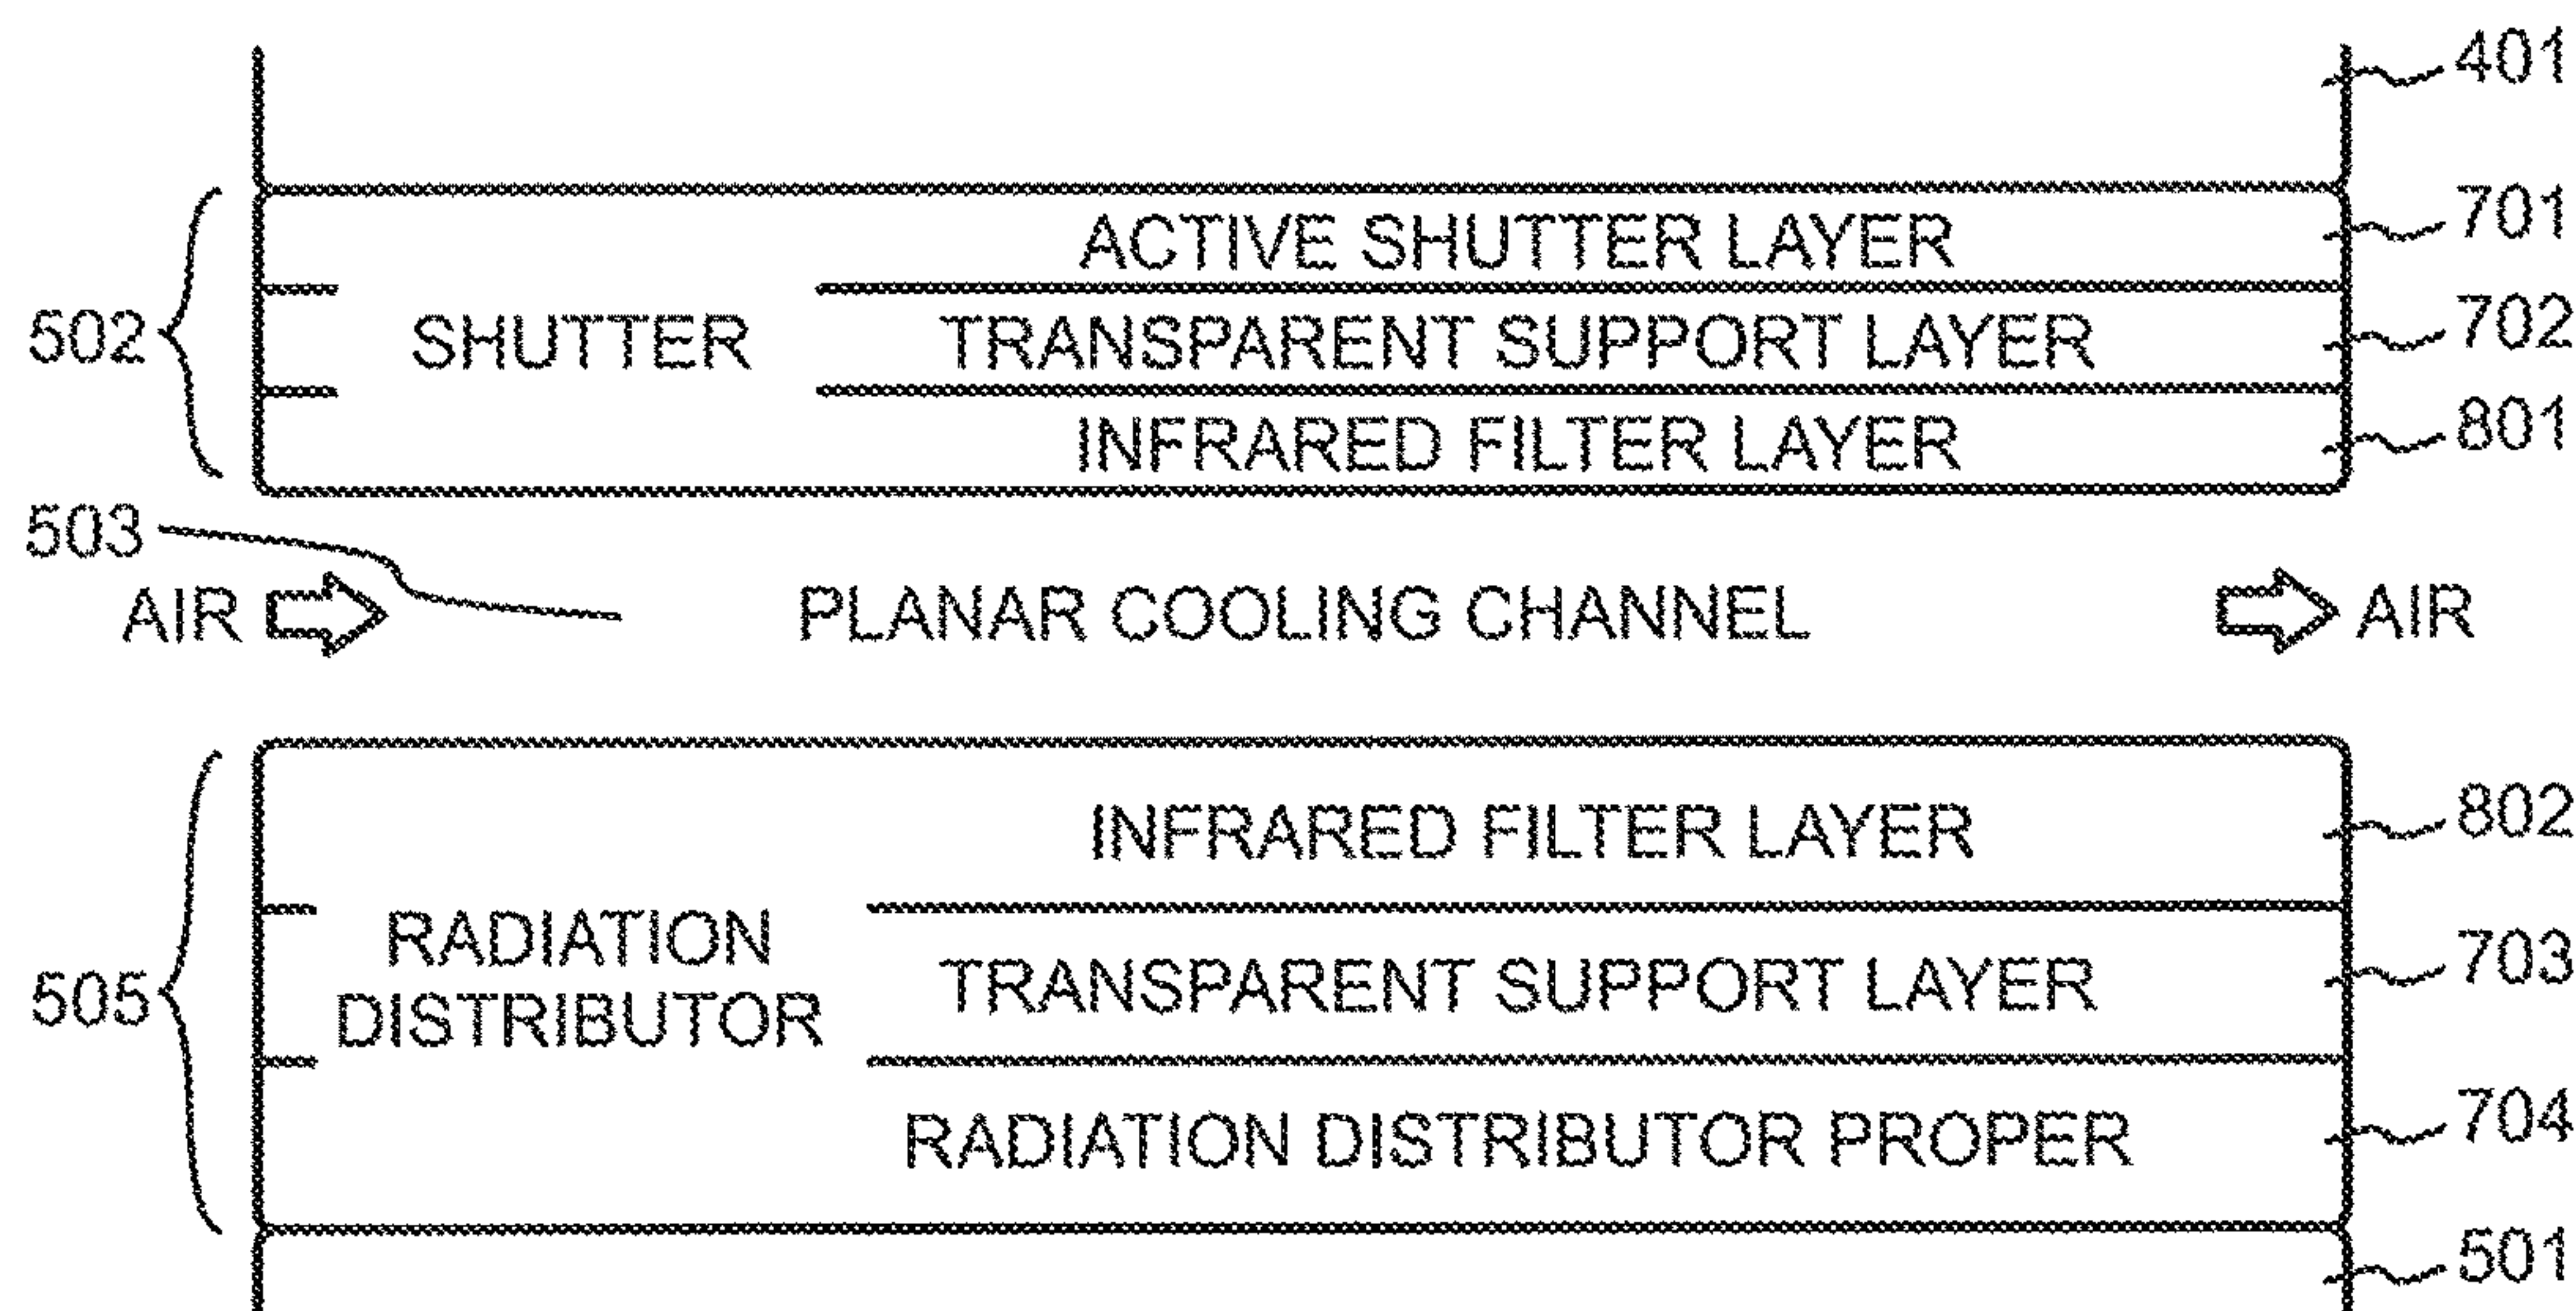 401
ACTIVE SHUTTER LAYER 701
502 SHUTTER TRANSPARENT SUPPORT LAYER 702
INFRARED FILTER LAYER 801
503
AIR PLANAR COOLING CHANNEL AIR
INFRARED FILTER LAYER 802
RADIATION
505 DISTRIBUTOR TRANSPARENT SUPPORT LAYER 703
RADIATION DISTRIBUTOR PROPER 704
501